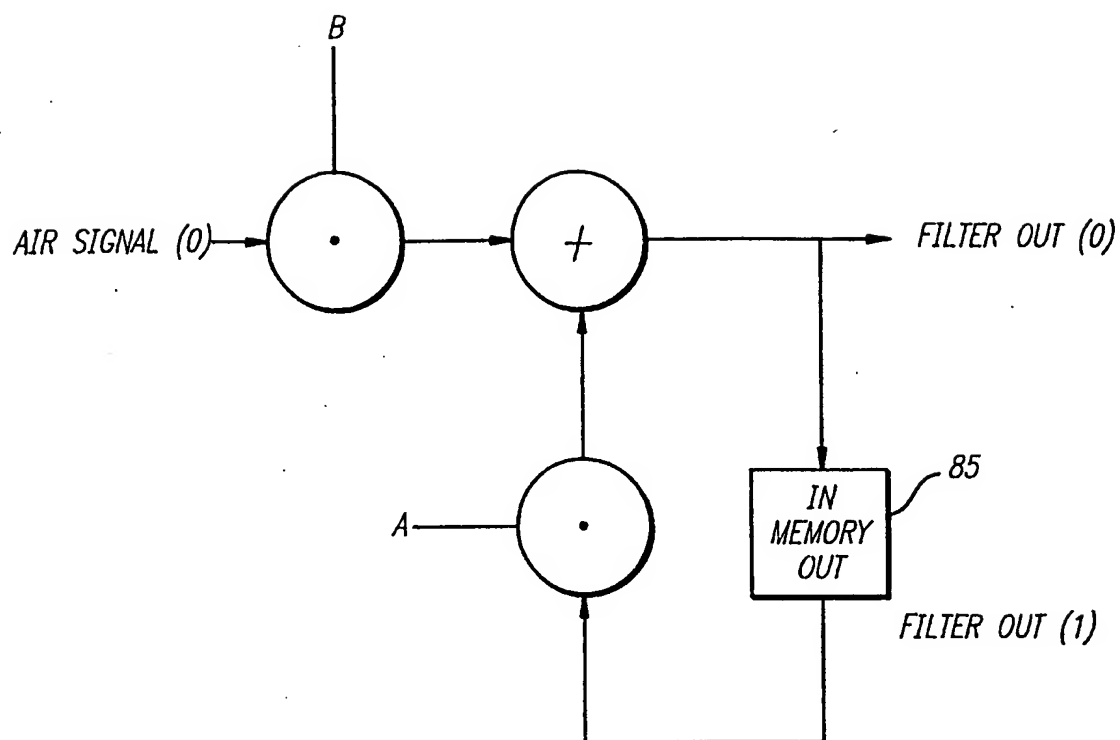 B
AIR SIGNAL (0)
•
+
FILTER OUT (0)
A
•
IN
MEMORY
OUT
85
FILTER OUT (1)